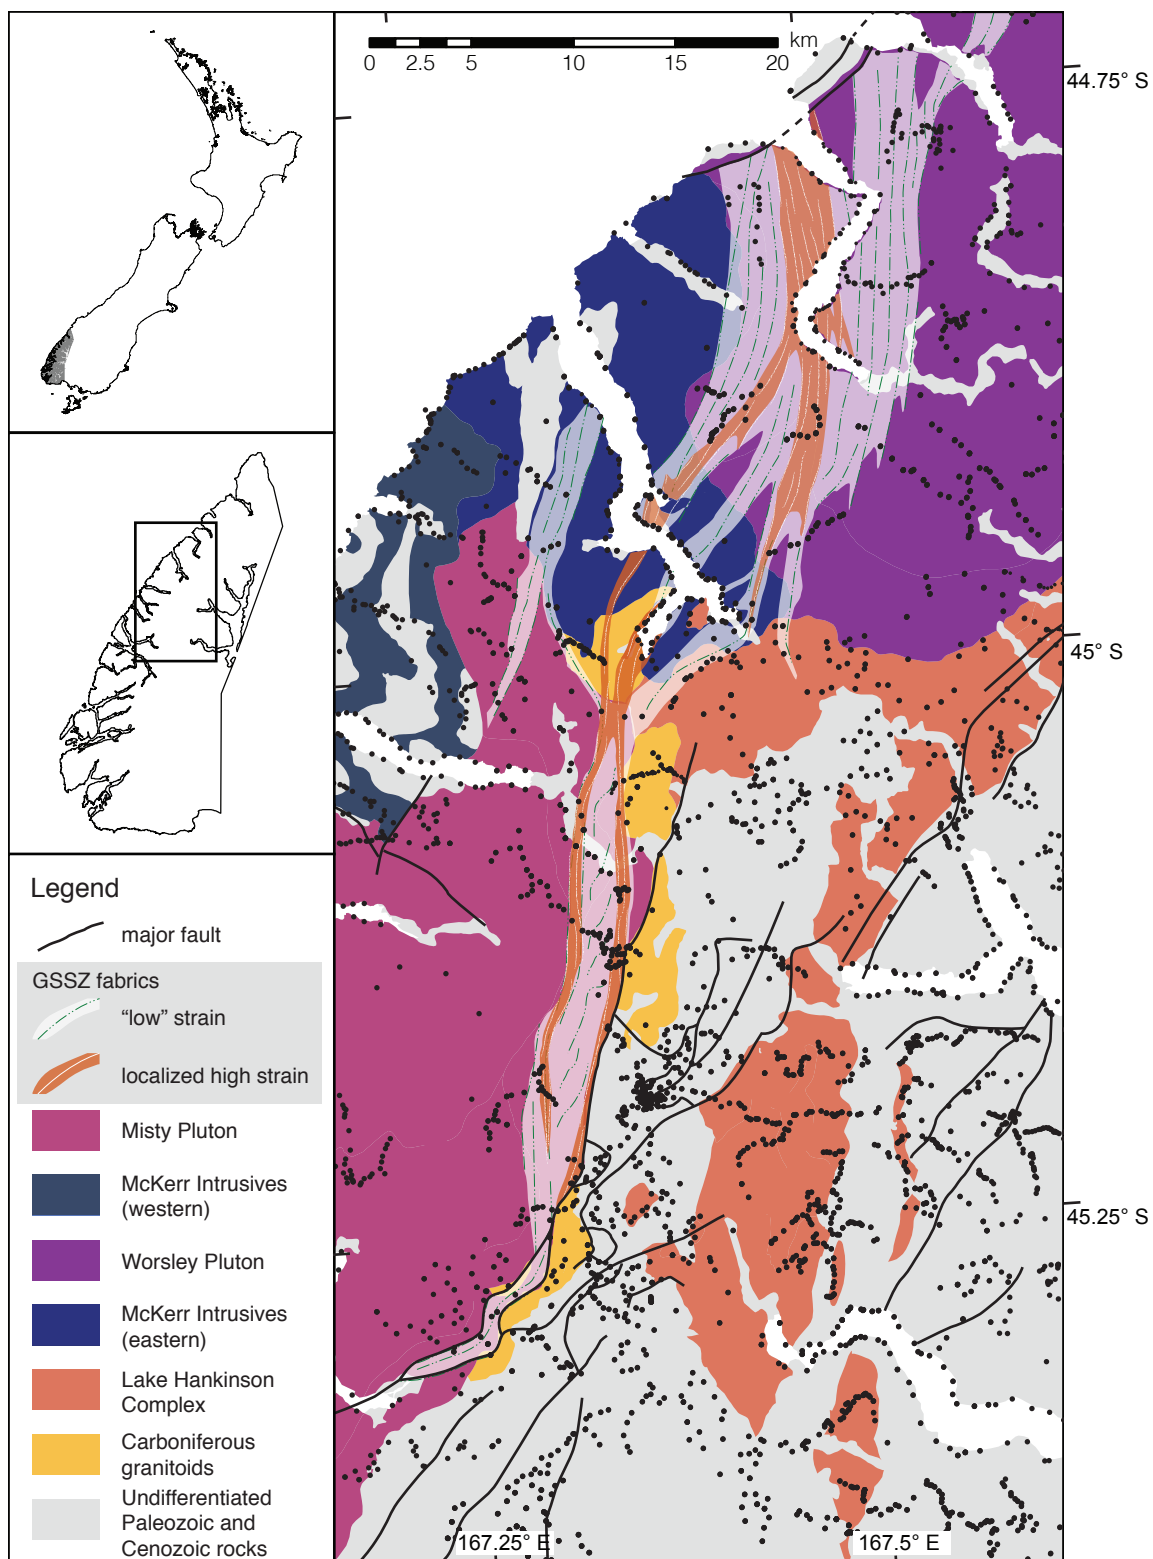 km
0 2.5 5 10 15 20
44.75° S
45° S
45.25° S
167.25° E
167.5° E
Legend
major fault
GSSZ fabrics
“low” strain
localized high strain
Misty Pluton
McKerr Intrusives
(western)
Worsley Pluton
McKerr Intrusives
(eastern)
Lake Hankinson
Complex
Carboniferous
granitoids
Undifferentiated
Paleozoic and
Cenozoic rocks